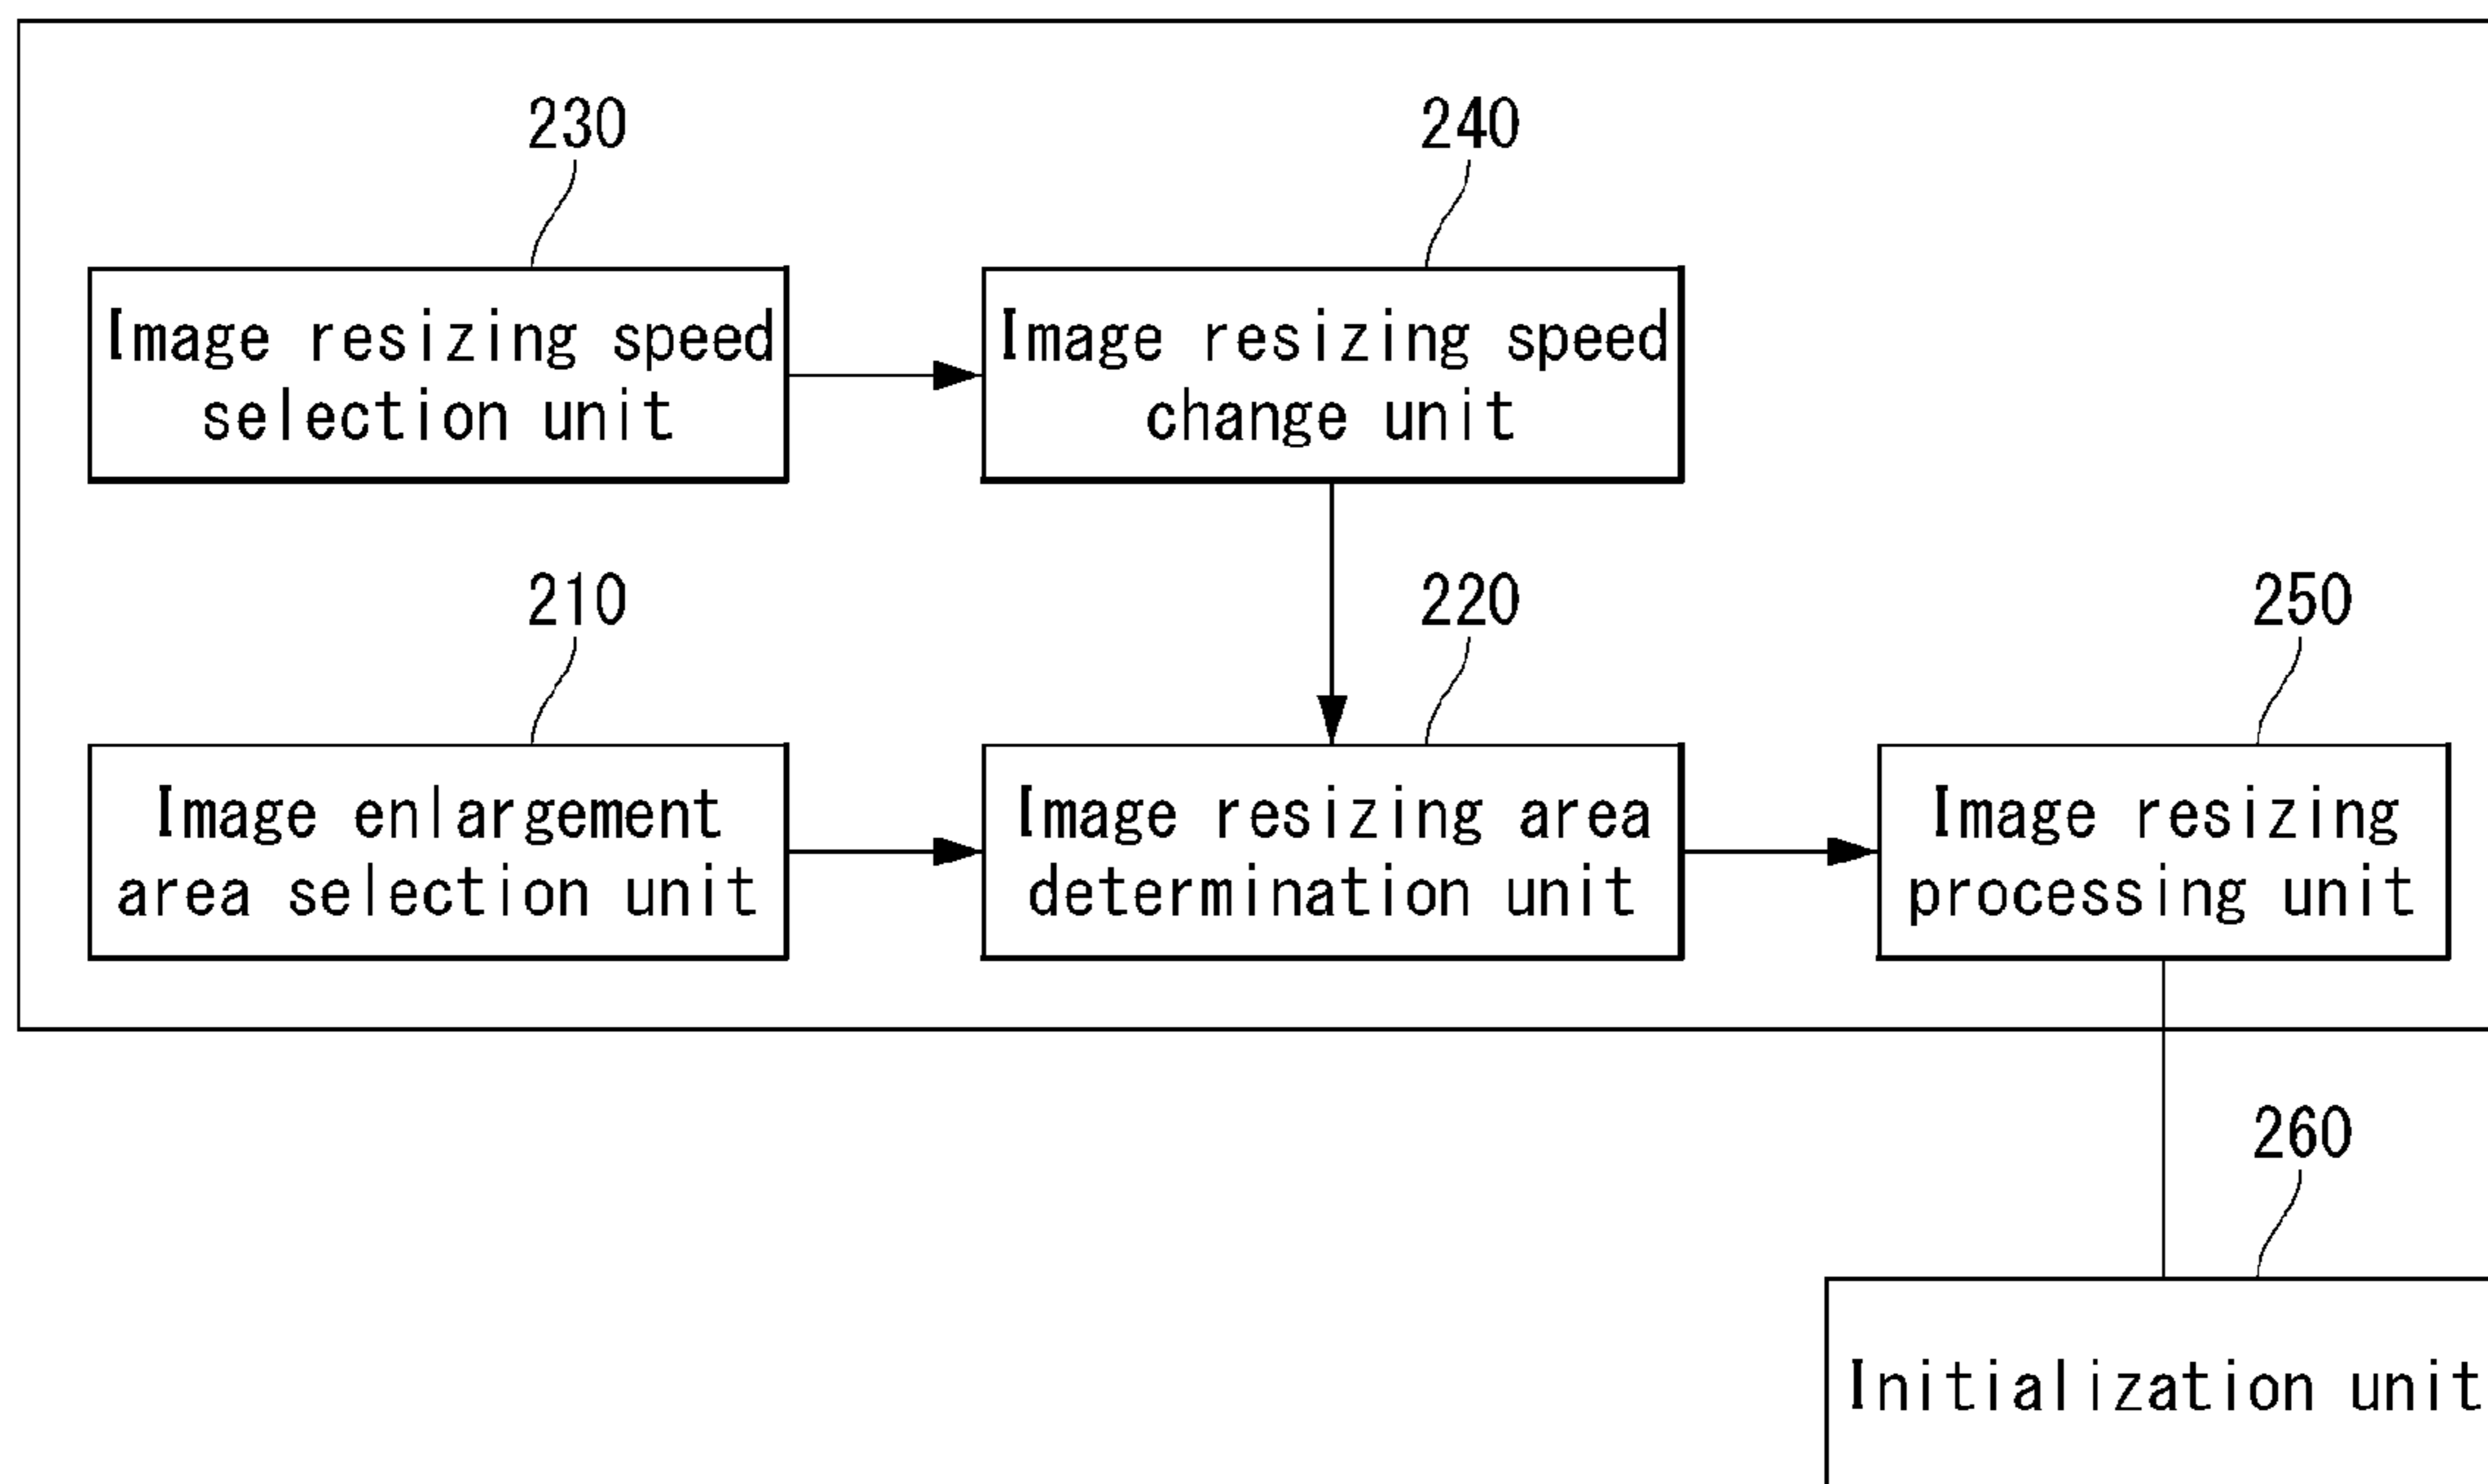 230
240
Image resizing speed
selection unit
Image resizing speed
change unit
210
220
250
Image enlargement
area selection unit
Image resizing area
determination unit
Image resizing
processing unit
260
Initialization unit